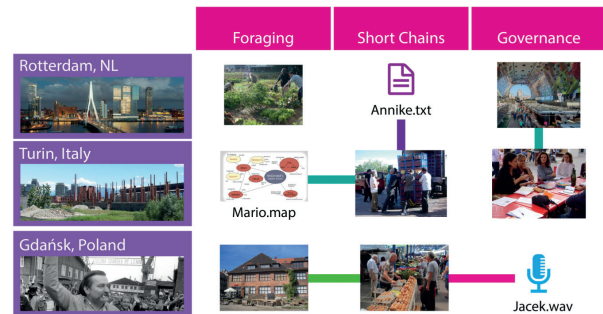 Foraging
Short Chains
Governance
Rotterdam, NL
Annike.txt
Turin, Italy
Mario.map
Gdańsk, Poland
Jacek.wav